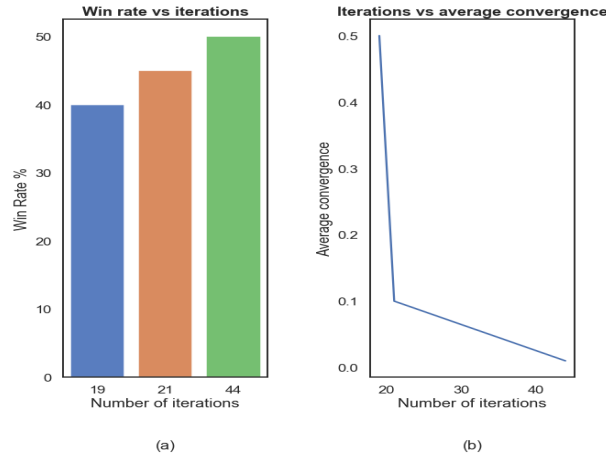 Win rate vs iterations
50
40
30
20
10
0
Win Rate %
19 21 44
Number of iterations
(a)
Iterations vs average convergence
0.5
0.4
0.3
0.2
0.1
0.0
Average convergence
20 30 40
Number of iterations
(b)